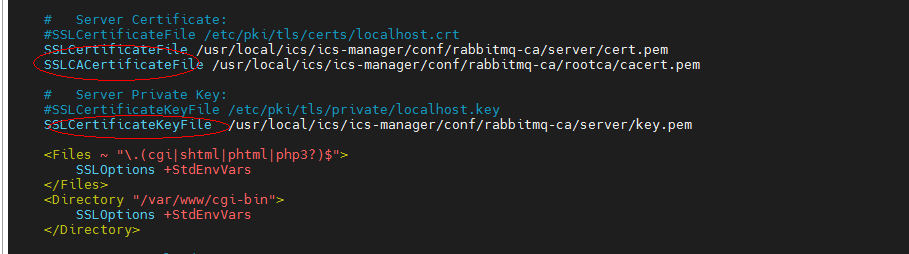 #   Server Certificate:
#SSLCertificateFile /etc/pki/tls/certs/localhost.crt
SSLCertificateFile /usr/local/ics/ics-manager/conf/rabbitmq-ca/server/cert.pem
SSLCACertificateFile /usr/local/ics/ics-manager/conf/rabbitmq-ca/rootca/cacert.pem
#   Server Private Key:
#SSLCertificateKeyFile /etc/pki/tls/private/localhost.key
SSLCertificateKeyFile  /usr/local/ics/ics-manager/conf/rabbitmq-ca/server/key.pem
<Files ~ "\.(cgi|shtml|phtml|php3?)$">
    SSLOptions +StdEnvVars
</Files>
<Directory "/var/www/cgi-bin">
    SSLOptions +StdEnvVars
</Directory>